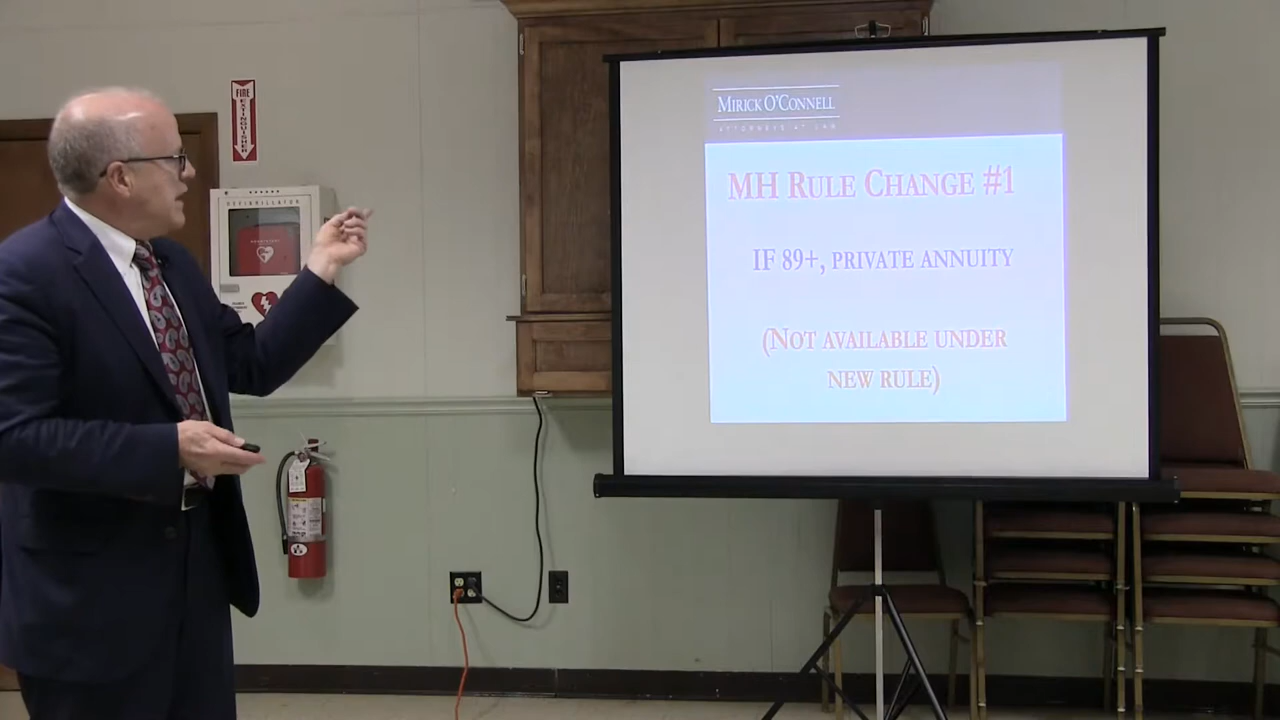 FIRE
EXTINGUISHER
DEFIBRILLATOR
MIRICK O'CONNELL
ATTORNEYS AT LAW
MH RULE CHANGE #1
IF 89+, PRIVATE ANNUITY
(NOT AVAILABLE UNDER
NEW RULE)